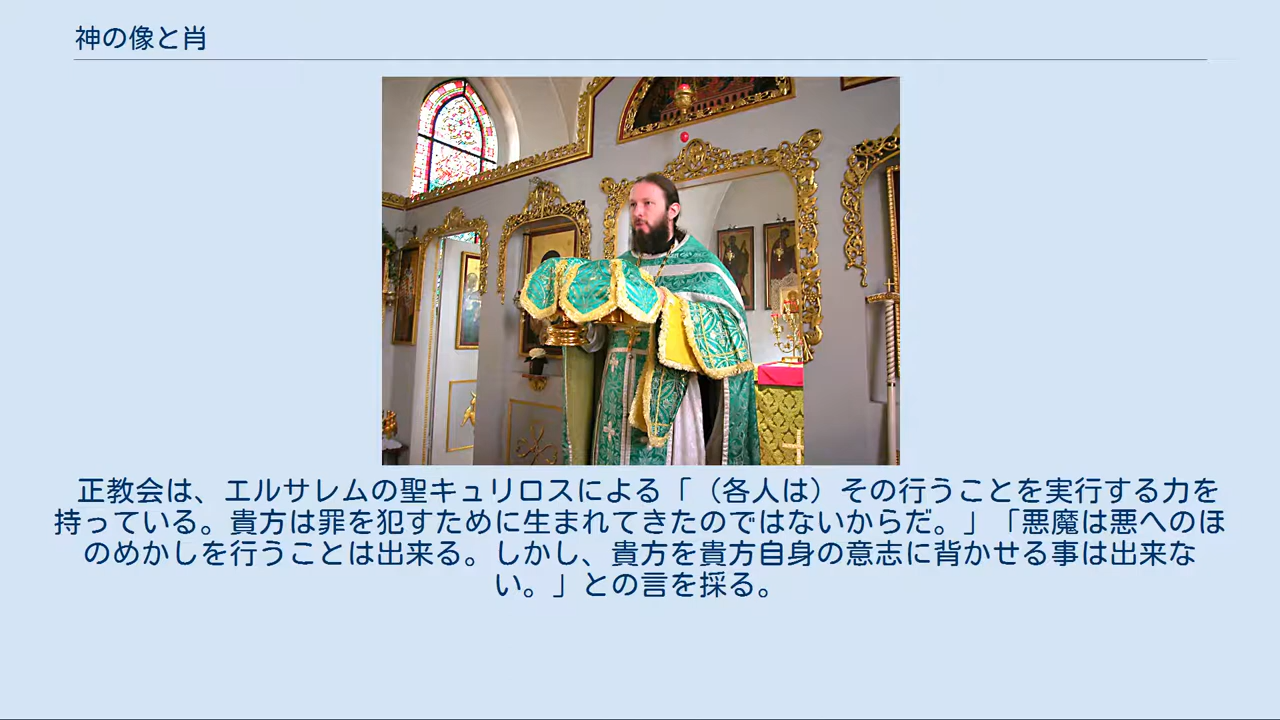 神の像と肖
正教会は、エルサレムの聖キュリロスによる「（各人は）その行うことを実行する力を
持っている。貴方は罪を犯すために生まれてきたのではないからだ。」「悪魔は悪へのほ
のめかしを行うことは出来る。しかし、貴方を貴方自身の意志に背かせる事は出来な
い。」との言を採る。